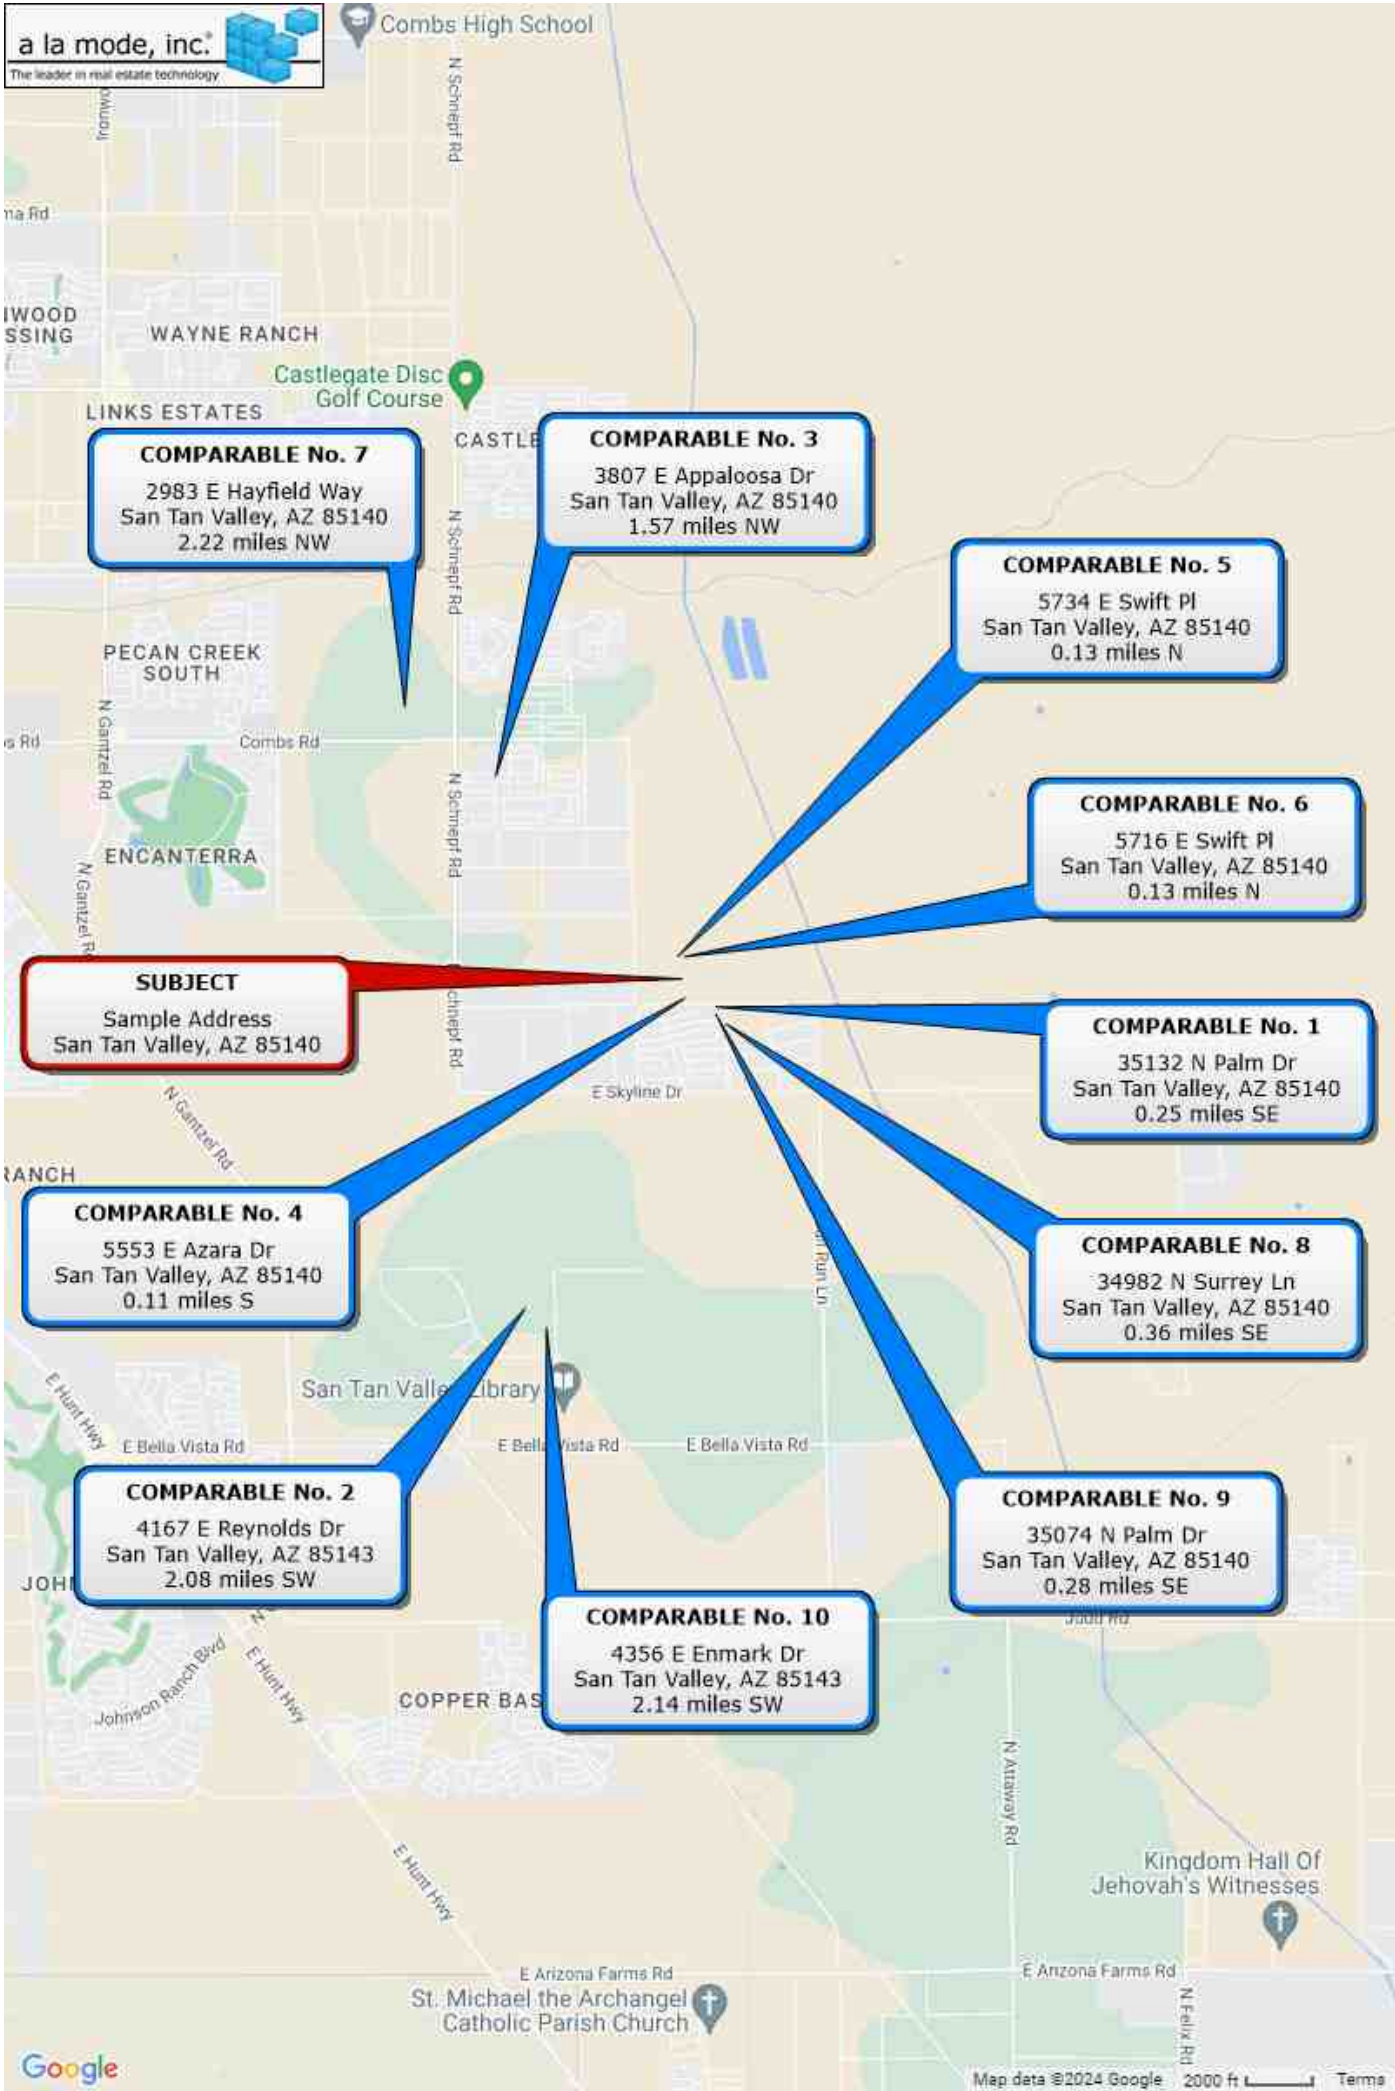 a la mode, inc.
The leader in real estate technology
Combs High School
N Schnepf Rd
WAYNE RANCH
Castlegate Disc
Golf Course
LINKS ESTATES
COMPARABLE No. 7
2983 E Hayfield Way
San Tan Valley, AZ 85140
2.22 miles NW
COMPARABLE No. 3
3807 E Appaloosa Dr
San Tan Valley, AZ 85140
1.57 miles NW
N Schnepf Rd
COMPARABLE No. 5
5734 E Swift Pl
San Tan Valley, AZ 85140
0.13 miles N
PECAN CREEK
SOUTH
N Gantzel Rd
Combs Rd
N Schnepf Rd
COMPARABLE No. 6
5716 E Swift Pl
San Tan Valley, AZ 85140
0.13 miles N
ENCANTERRA
N Gantzel Rd
SUBJECT
Sample Address
San Tan Valley, AZ 85140
COMPARABLE No. 1
35132 N Palm Dr
San Tan Valley, AZ 85140
0.25 miles SE
E Skyline Dr
N Gantzel Rd
RANCH
COMPARABLE No. 4
5553 E Azara Dr
San Tan Valley, AZ 85140
0.11 miles S
COMPARABLE No. 8
34982 N Surrey Ln
San Tan Valley, AZ 85140
0.36 miles SE
Run Ln
San Tan Valle Library
E Hunt Hwy
E Bella Vista Rd
E Bella Vista Rd
E Bella Vista Rd
COMPARABLE No. 2
4167 E Reynolds Dr
San Tan Valley, AZ 85143
2.08 miles SW
COMPARABLE No. 9
35074 N Palm Dr
San Tan Valley, AZ 85140
0.28 miles SE
Judd Rd
COMPARABLE No. 10
4356 E Enmark Dr
San Tan Valley, AZ 85143
2.14 miles SW
Johnson Ranch Blvd
E Hunt Hwy
COPPER BAS
N Attaway Rd
E Hunt Hwy
Kingdom Hall Of
Jehovah's Witnesses
E Arizona Farms Rd
E Arizona Farms Rd
St. Michael the Archangel
Catholic Parish Church
N Felix Rd
Google
Map data ©2024 Google 2000 ft Terms